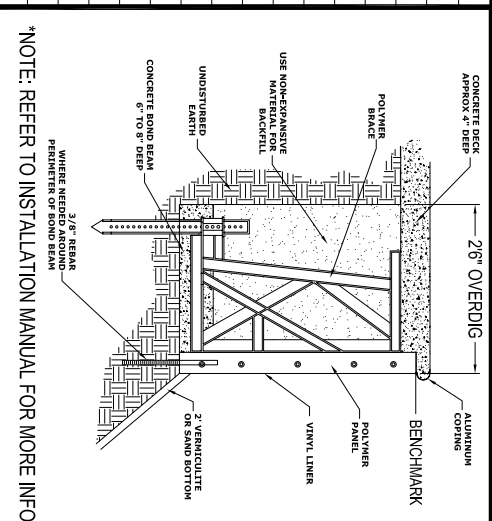 CONCRETE DECK
APPROX 4" DEEP
2'6" OVERDIG
ALUMINUM
COPING
BENCHMARK
POLYMER
BRACE
USE NON-EXPANSIVE
MATERIAL FOR
BACKFILL
UNDISTURBED
EARTH
CONCRETE BOND BEAM
6" TO 8" DEEP
POLYMER
PANEL
VINYL LINER
2' VERMICULITE
OR SAND BOTTOM
3/8" REBAR
WHERE NEEDED AROUND
PERIMETER OF BOND BEAM
*NOTE: REFER TO INSTALLATION MANUAL FOR MORE INFO